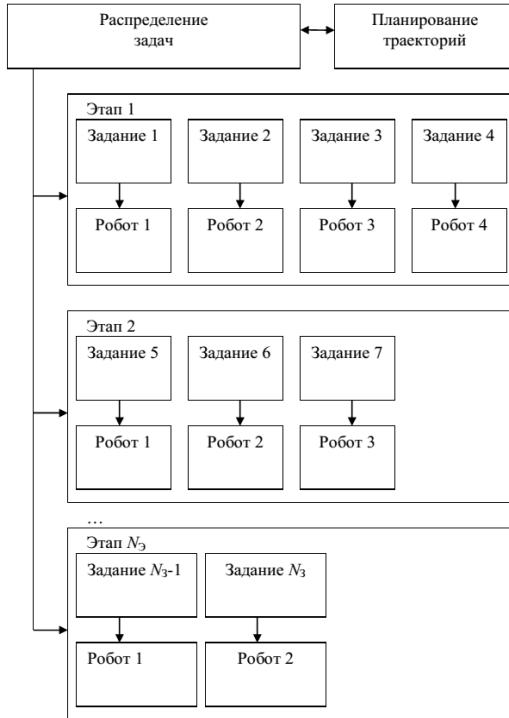 Распределение
задач
Планирование
траекторий
Этап 1
Задание 1
Задание 2
Задание 3
Задание 4
Робот 1
Робот 2
Робот 3
Робот 4
Этап 2
Задание 5
Задание 6
Задание 7
Робот 1
Робот 2
Робот 3
…
Этап NЭ
Задание NЗ-1
Задание NЗ
Робот 1
Робот 2